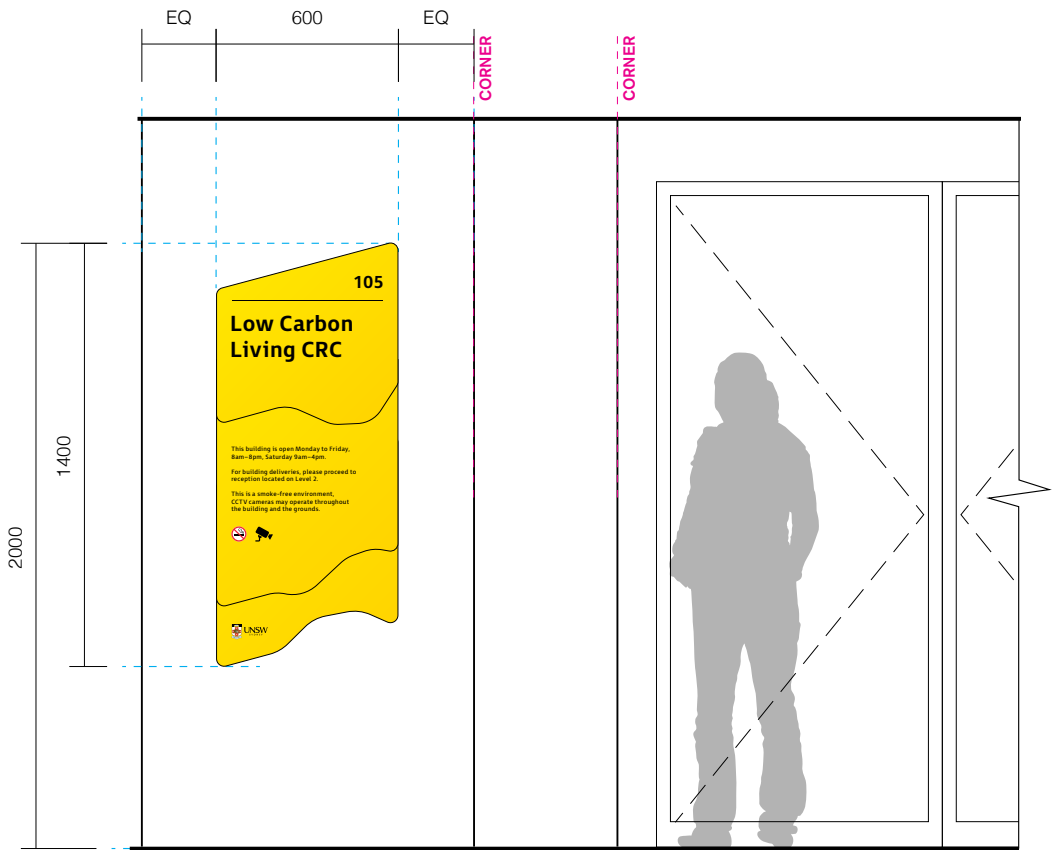 EQ
600
EQ
CORNER
CORNER
105
Low Carbon
Living CRC
1400
2000
This building is open Monday to Friday,
8am–8pm, Saturday 9am–4pm.
For building deliveries, please proceed to
reception located on Level 2.
This is a smoke-free environment,
CCTV cameras may operate throughout
the building and the grounds.
UNSW
SYDNEY